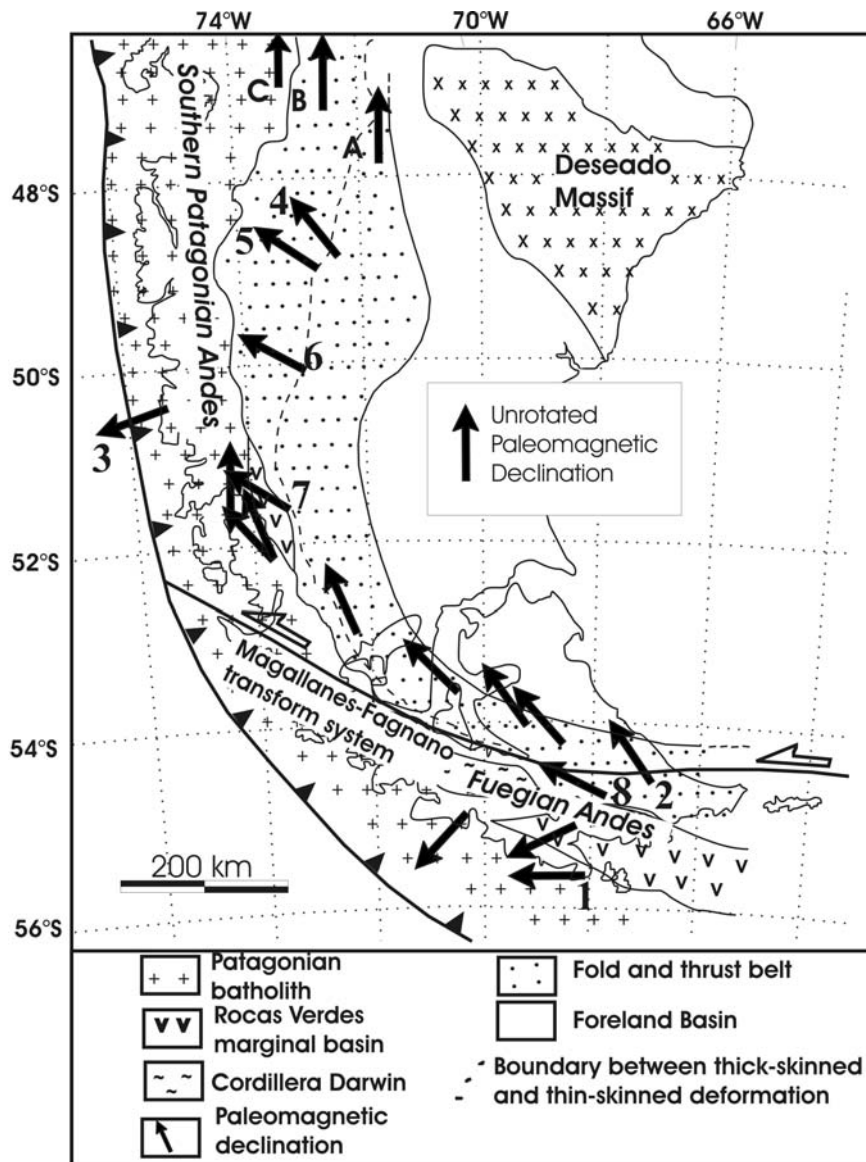 74°W
70°W
66°W
C
B
A
Southern Patagonian Andes
Deseado
Massif
48°S
4
5
50°S
6
3
Unrotated
Paleomagnetic
Declination
7
52°S
Magallanes-Fagnano
transform system
54°S
Fuegian Andes
8
2
200 km
1
56°S
Patagonian
batholith
Rocas Verdes
marginal basin
Cordillera Darwin
Paleomagnetic
declination
Fold and thrust belt
Foreland Basin
Boundary between thick-skinned
and thin-skinned deformation